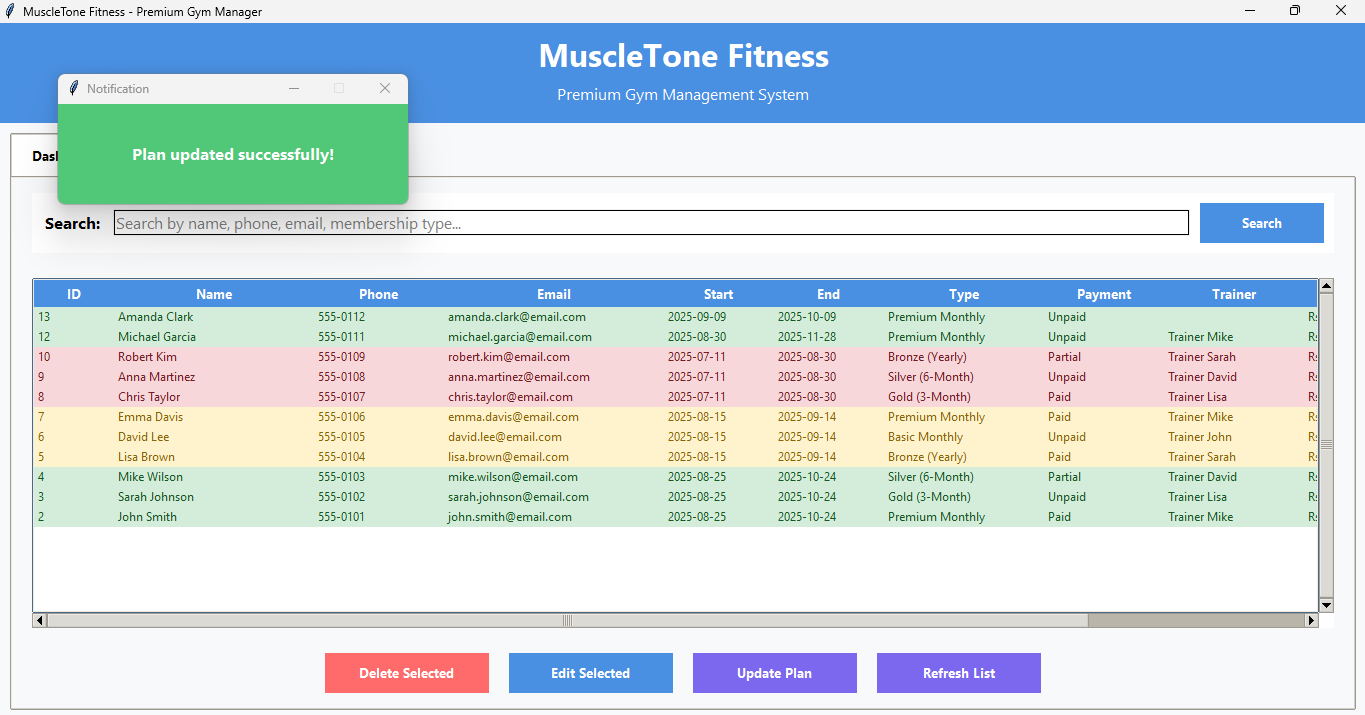 MuscleTone Fitness - Premium Gym Manager
MuscleTone Fitness
Premium Gym Management System
Notification
Plan updated successfully!
Search: Search by name, phone, email, membership type... Search
ID Name Phone Email Start End Type Payment Trainer
13 Amanda Clark 555-0112 amanda.clark@email.com 2025-09-09 2025-10-09 Premium Monthly Unpaid
12 Michael Garcia 555-0111 michael.garcia@email.com 2025-08-30 2025-11-28 Premium Monthly Unpaid Trainer Mike
10 Robert Kim 555-0109 robert.kim@email.com 2025-07-11 2025-08-30 Bronze (Yearly) Partial Trainer Sarah
9 Anna Martinez 555-0108 anna.martinez@email.com 2025-07-11 2025-08-30 Silver (6-Month) Unpaid Trainer David
8 Chris Taylor 555-0107 chris.taylor@email.com 2025-07-11 2025-08-30 Gold (3-Month) Paid Trainer Lisa
7 Emma Davis 555-0106 emma.davis@email.com 2025-08-15 2025-09-14 Premium Monthly Paid Trainer Mike
6 David Lee 555-0105 david.lee@email.com 2025-08-15 2025-09-14 Basic Monthly Unpaid Trainer John
5 Lisa Brown 555-0104 lisa.brown@email.com 2025-08-15 2025-09-14 Bronze (Yearly) Paid Trainer Sarah
4 Mike Wilson 555-0103 mike.wilson@email.com 2025-08-25 2025-10-24 Silver (6-Month) Partial Trainer David
3 Sarah Johnson 555-0102 sarah.johnson@email.com 2025-08-25 2025-10-24 Gold (3-Month) Unpaid Trainer Lisa
2 John Smith 555-0101 john.smith@email.com 2025-08-25 2025-10-24 Premium Monthly Paid Trainer Mike
Delete Selected Edit Selected Update Plan Refresh List